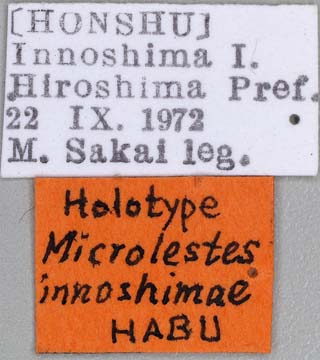 [HONSHU]
Innoshima I.
Hiroshima Pref.
22 IX. 1972
M. Sakai leg.
Holotype
Microlestes
innoshimae
HABU